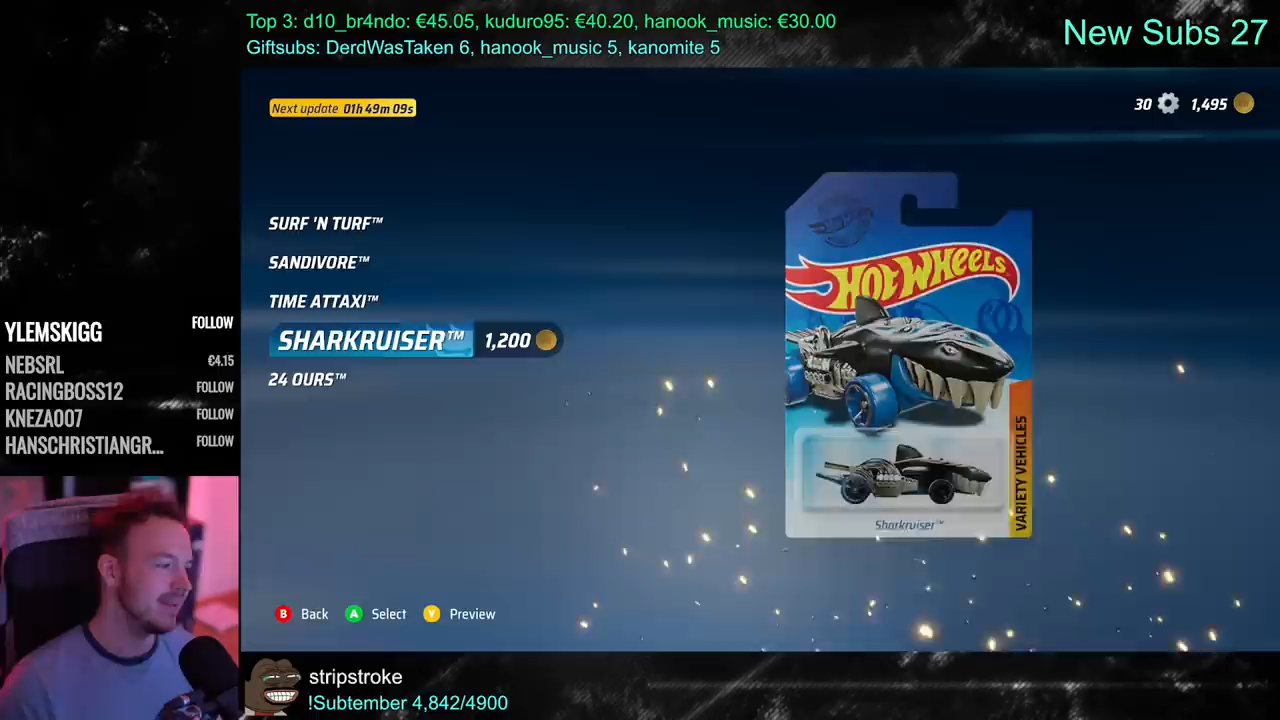 Top 3: d10_br4ndo: €45.05, kuduro95: €40.20, hanook_music: €30.00
Giftsubs: DerdWasTaken 6, hanook_music 5, kanomite 5
New Subs 27
Next update 01h 49m 09s
30 1,495
SURF 'N TURF™
SANDIVORE™
TIME ATTAXI™
SHARKRUISER™ 1,200
24 OURS™
HOT WHEELS
VARIETY VEHICLES
Sharkruiser™
YLEMSKIGG FOLLOW
NEBSRL €4.15
RACINGBOSS12 FOLLOW
KNEZA007 FOLLOW
HANSCHRISTIANGR... FOLLOW
B Back A Select Y Preview
stripstroke
!Subtember 4,842/4900